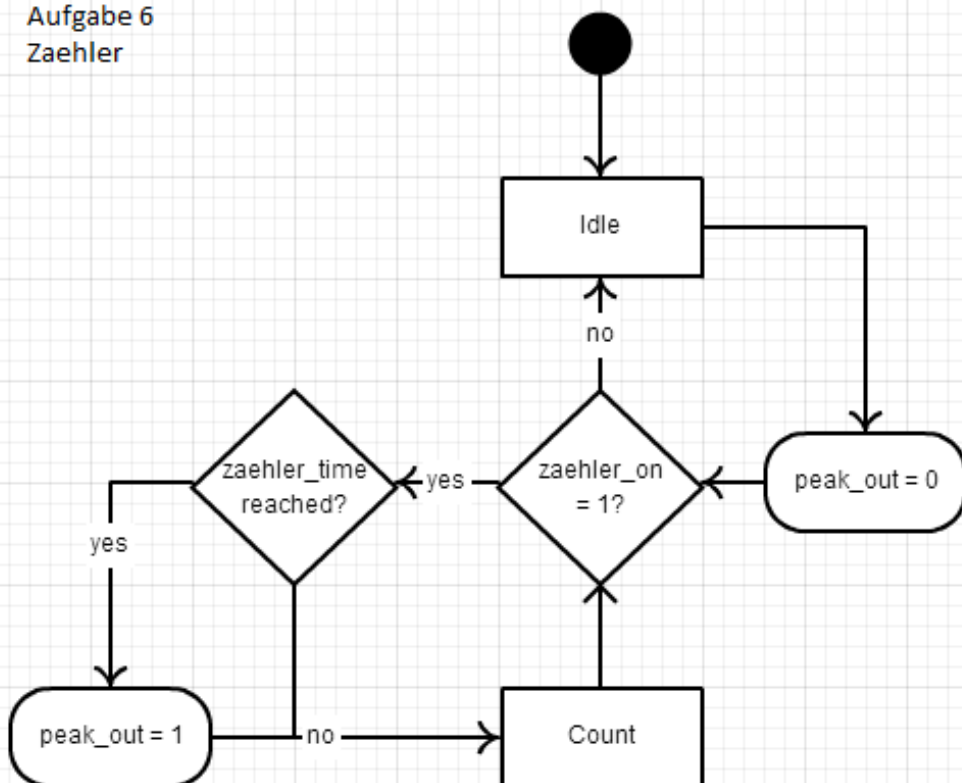 Aufgabe 6
Zaehler
Idle
no
zaehler_time
reached?
yes
zaehler_on
= 1?
peak_out = 0
yes
peak_out = 1
no
Count